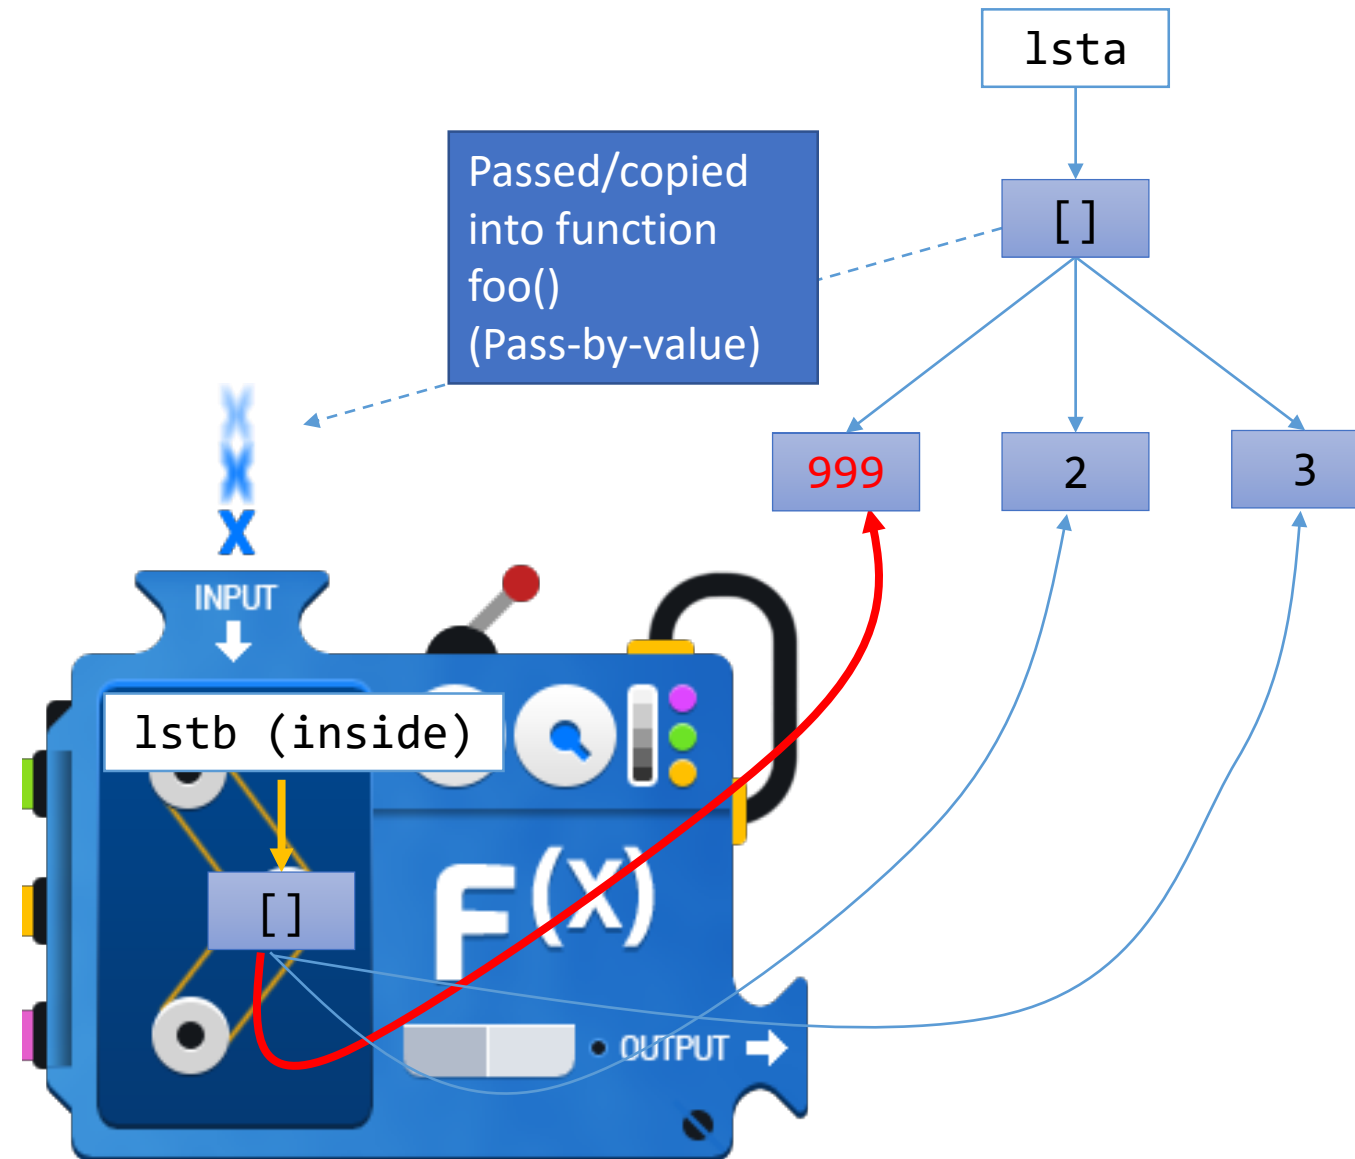 lsta
Passed/copied
into function
foo()
(Pass-by-value)
[]
999
2
3
X
X
X
INPUT
lstb (inside)
[]
F(X)
OUTPUT